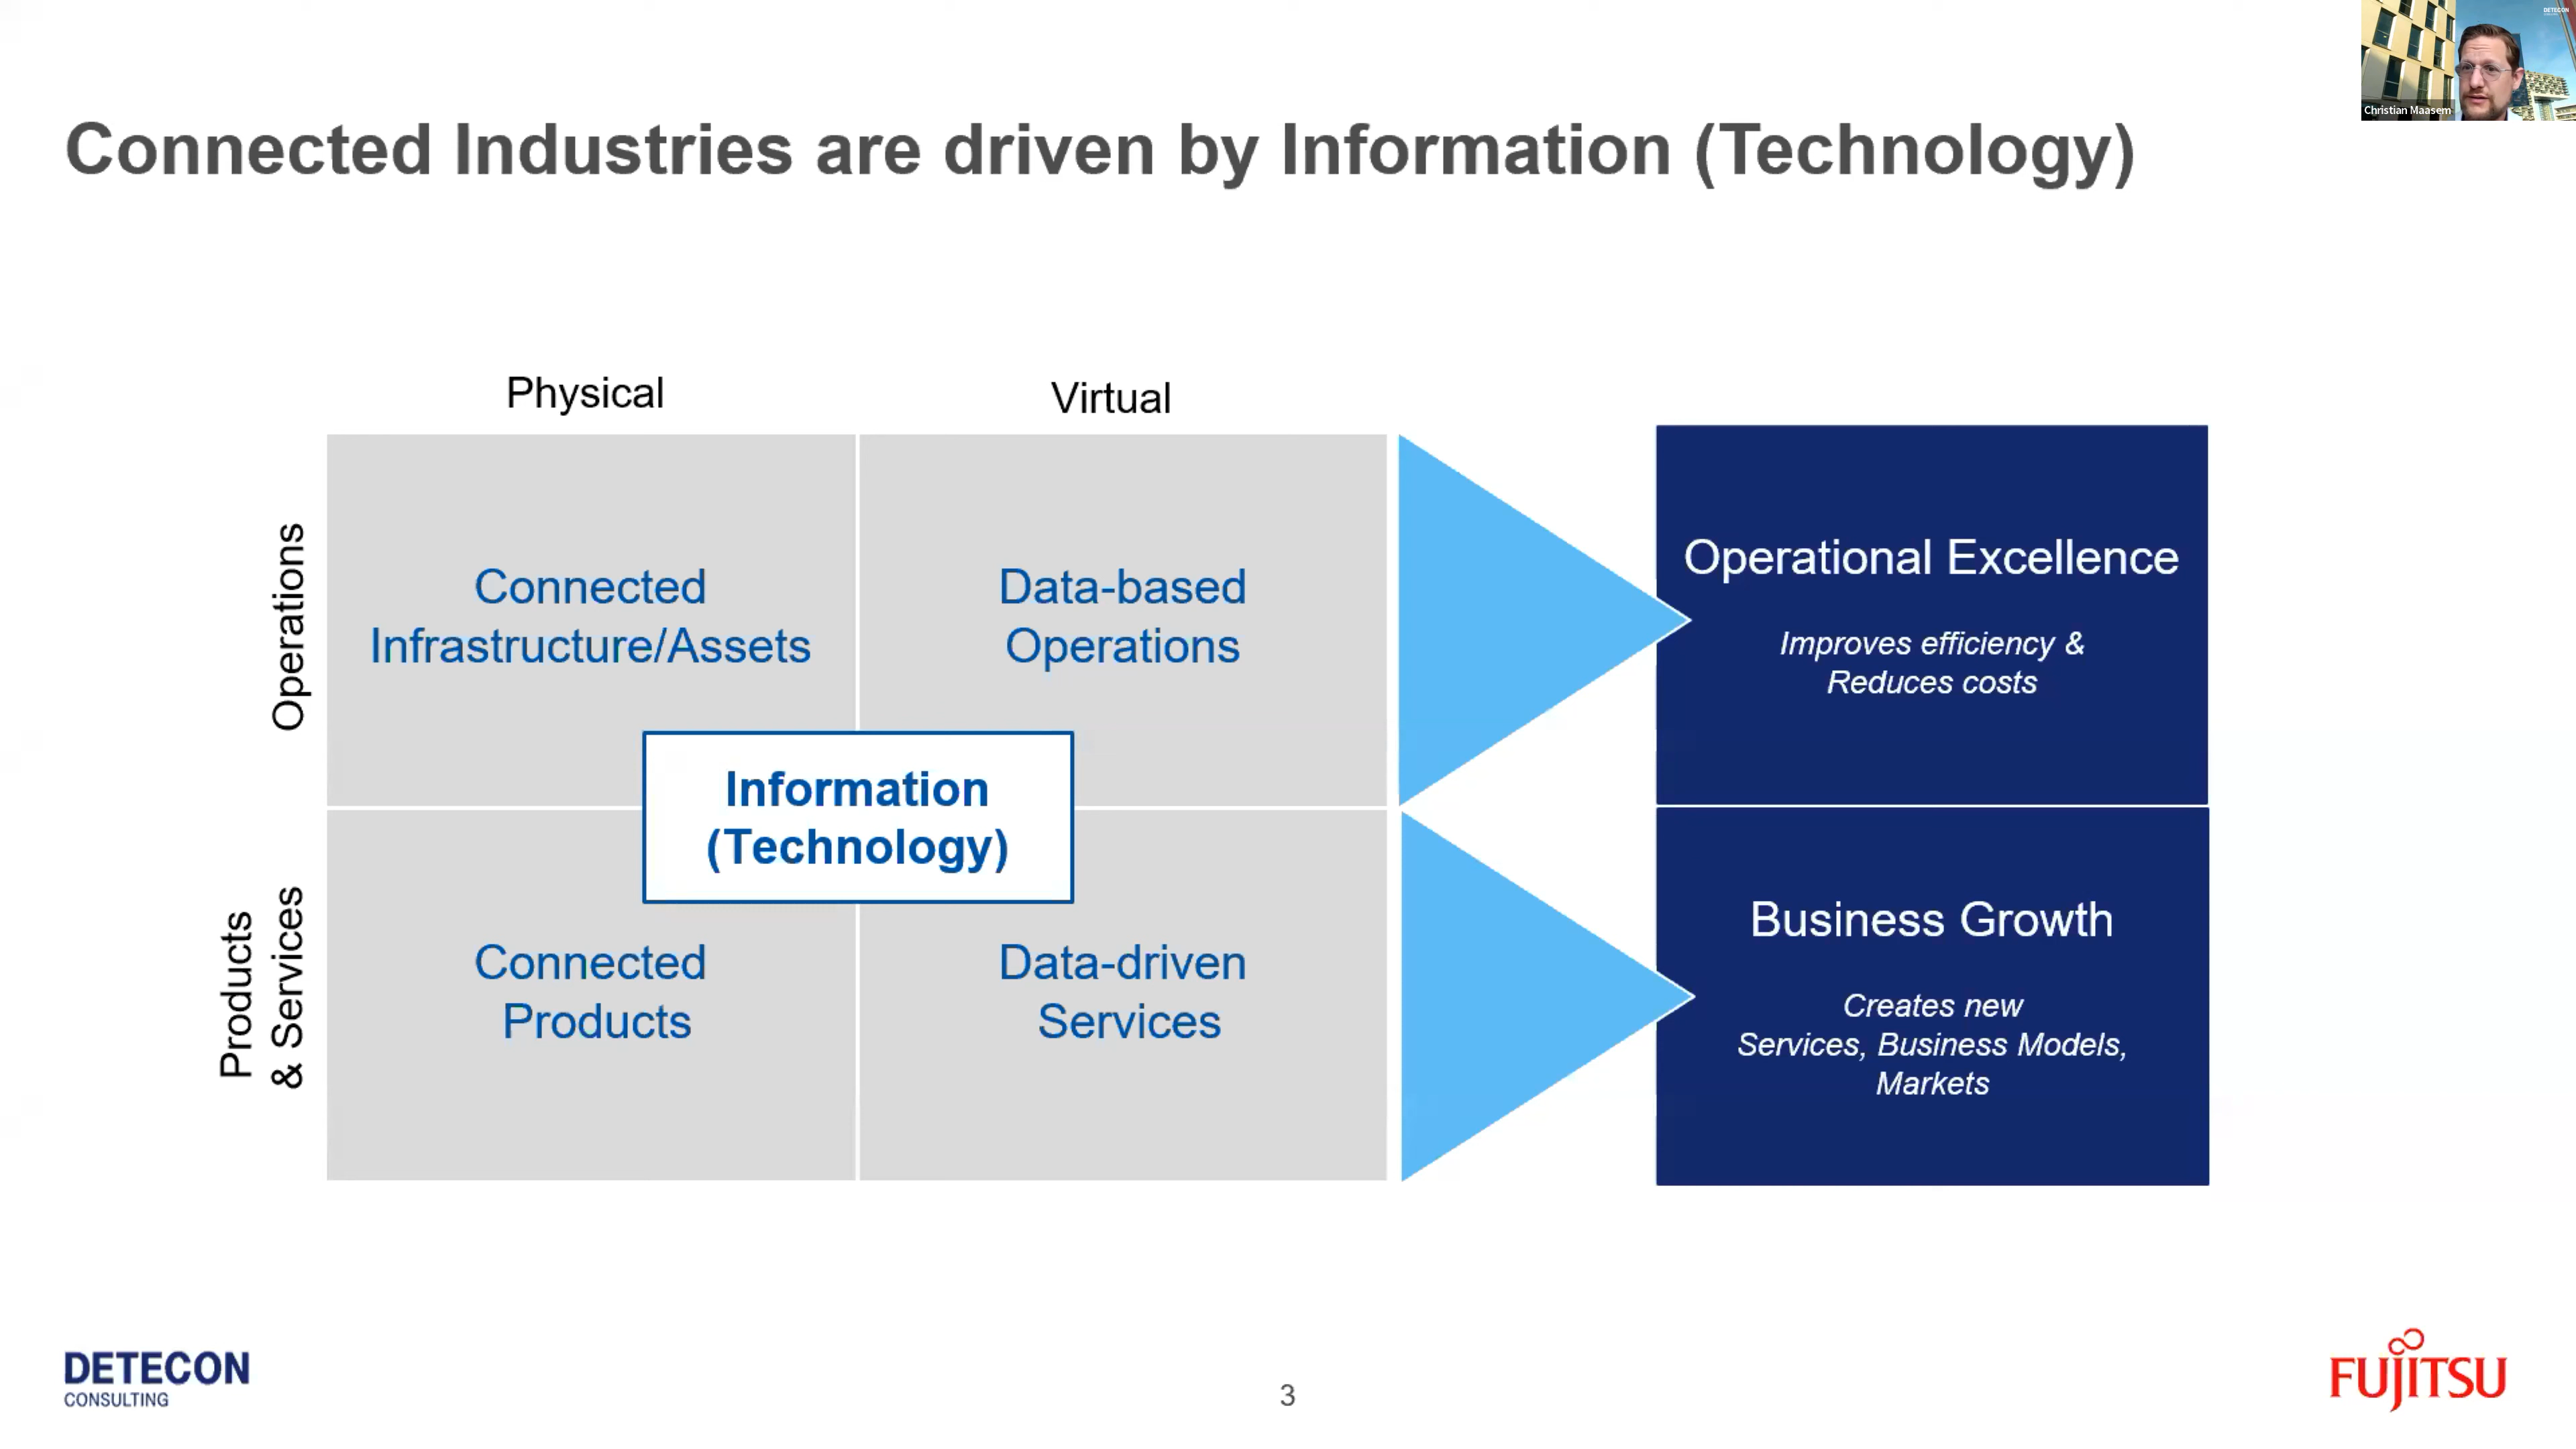 DETECON
Christian Maasem
Connected Industries are driven by Information (Technology)
Physical
Virtual
Operations
Connected
Infrastructure/Assets
Data-based
Operations
Operational Excellence
Improves efficiency &
Reduces costs
Information
(Technology)
Products
& Services
Connected
Products
Data-driven
Services
Business Growth
Creates new
Services, Business Models,
Markets
DETECON
CONSULTING
3
FUJITSU